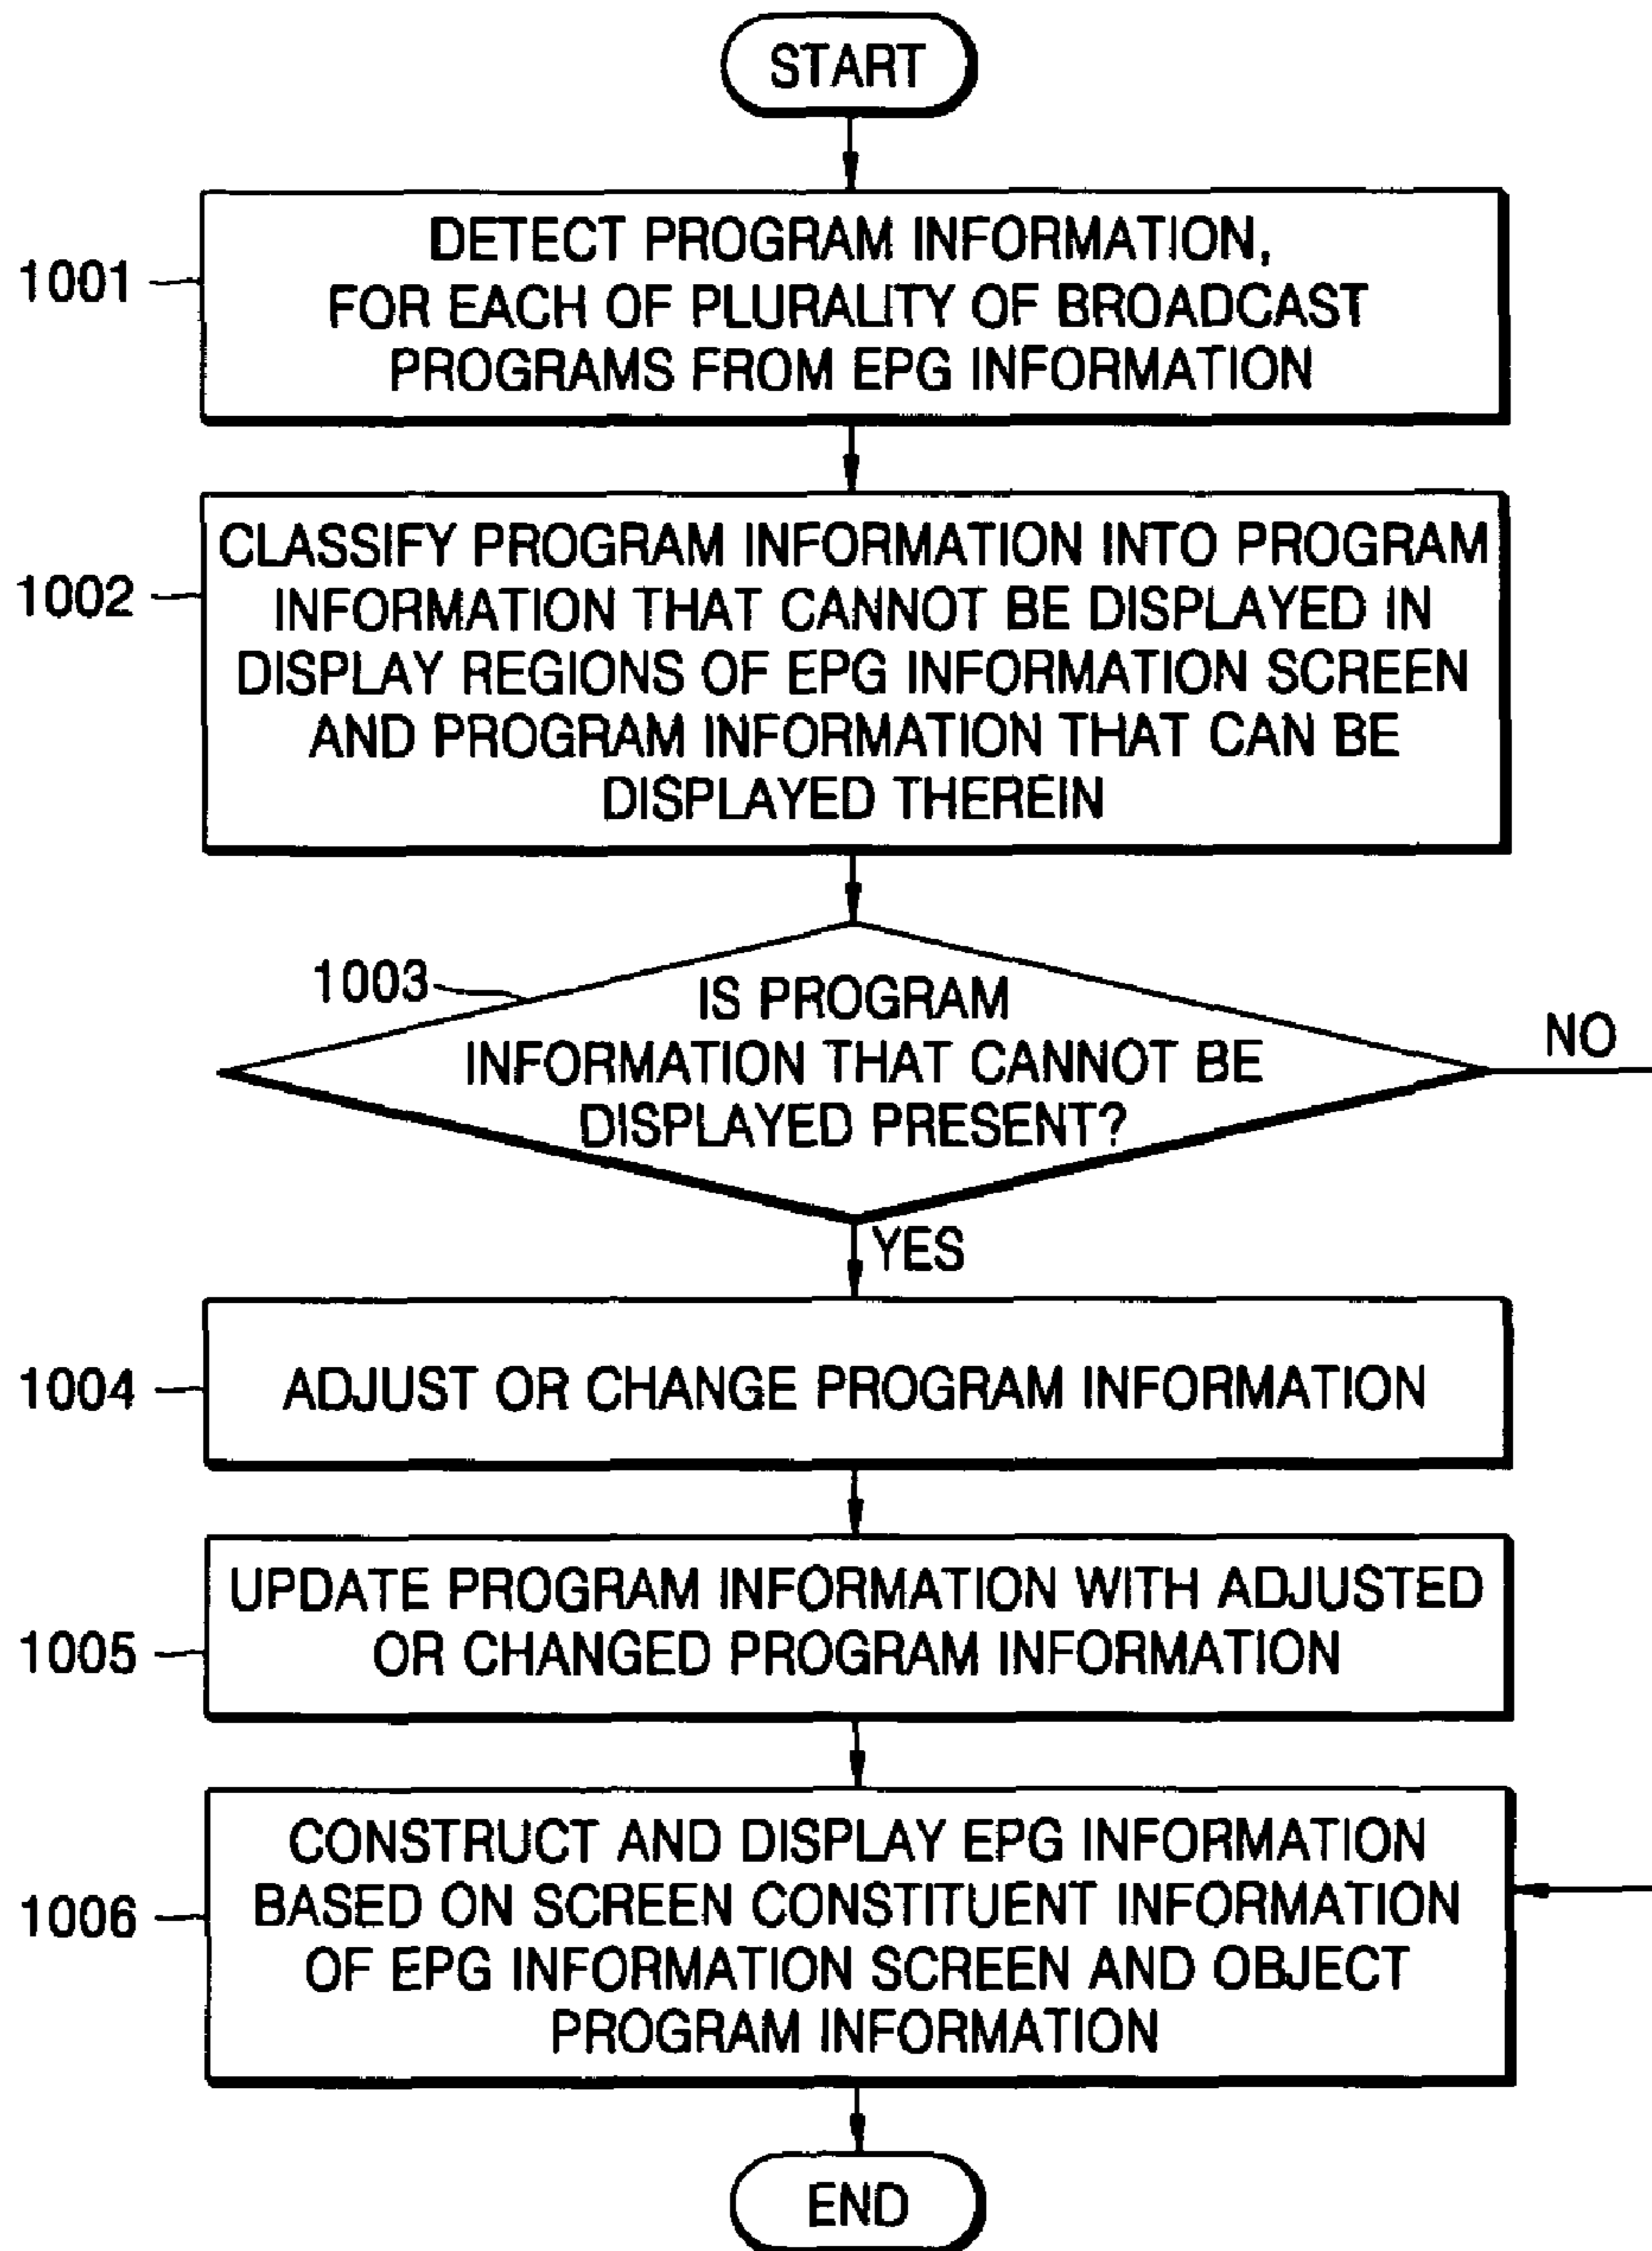 START
1001
DETECT PROGRAM INFORMATION,
FOR EACH OF PLURALITY OF BROADCAST
PROGRAMS FROM EPG INFORMATION
1002
CLASSIFY PROGRAM INFORMATION INTO PROGRAM
INFORMATION THAT CANNOT BE DISPLAYED IN
DISPLAY REGIONS OF EPG INFORMATION SCREEN
AND PROGRAM INFORMATION THAT CAN BE
DISPLAYED THEREIN
1003
IS PROGRAM
INFORMATION THAT CANNOT BE
DISPLAYED PRESENT?
NO
YES
1004
ADJUST OR CHANGE PROGRAM INFORMATION
1005
UPDATE PROGRAM INFORMATION WITH ADJUSTED
OR CHANGED PROGRAM INFORMATION
1006
CONSTRUCT AND DISPLAY EPG INFORMATION
BASED ON SCREEN CONSTITUENT INFORMATION
OF EPG INFORMATION SCREEN AND OBJECT
PROGRAM INFORMATION
END